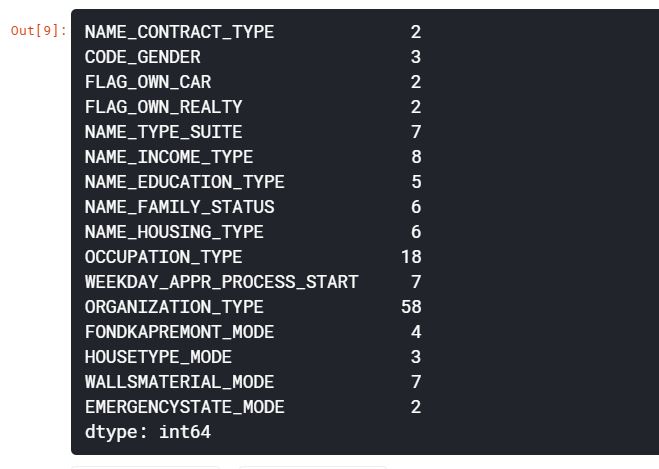 Out[9]:
NAME_CONTRACT_TYPE 2
CODE_GENDER 3
FLAG_OWN_CAR 2
FLAG_OWN_REALTY 2
NAME_TYPE_SUITE 7
NAME_INCOME_TYPE 8
NAME_EDUCATION_TYPE 5
NAME_FAMILY_STATUS 6
NAME_HOUSING_TYPE 6
OCCUPATION_TYPE 18
WEEKDAY_APPR_PROCESS_START 7
ORGANIZATION_TYPE 58
FONDKAPREMONT_MODE 4
HOUSETYPE_MODE 3
WALLSMATERIAL_MODE 7
EMERGENCYSTATE_MODE 2
dtype: int64